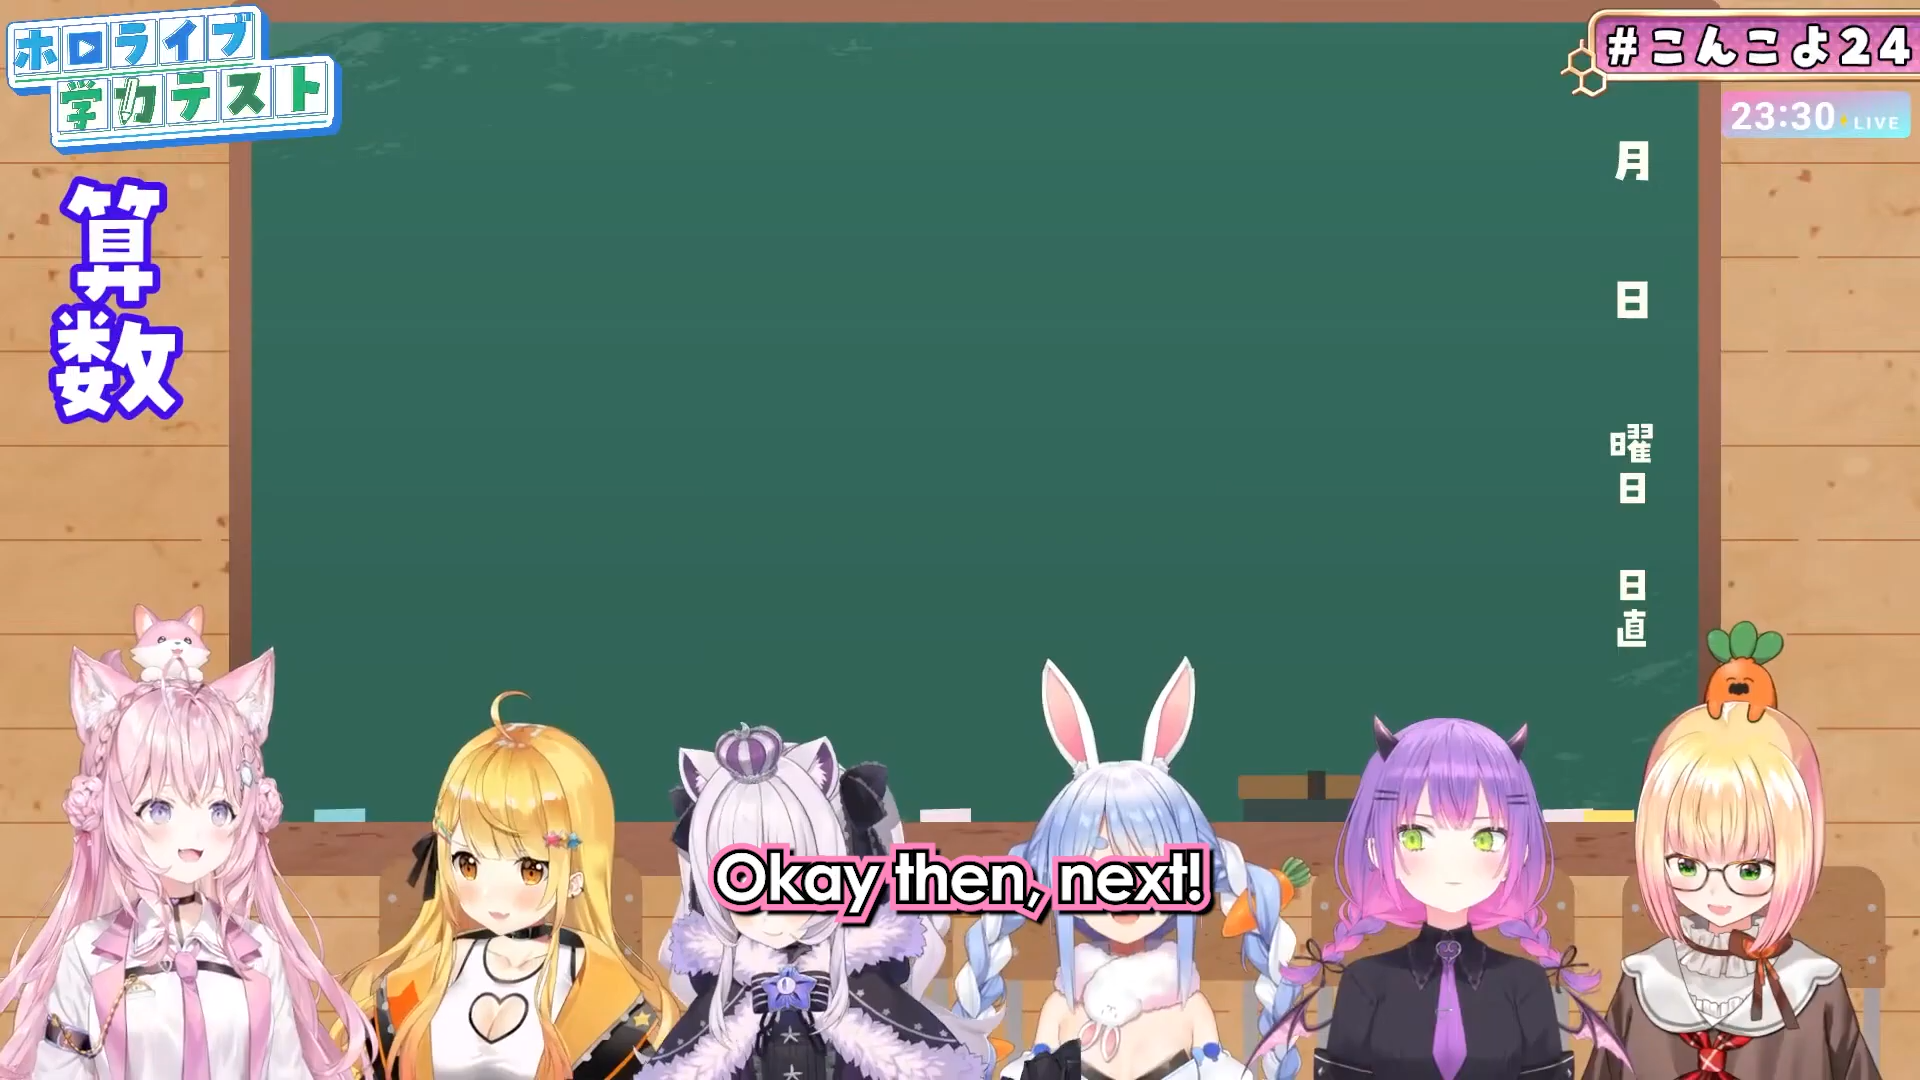 ホロライブ
学力テスト
#こんこよ24
23:30 LIVE
算数
月
日
曜日
日直
Okay then, next!